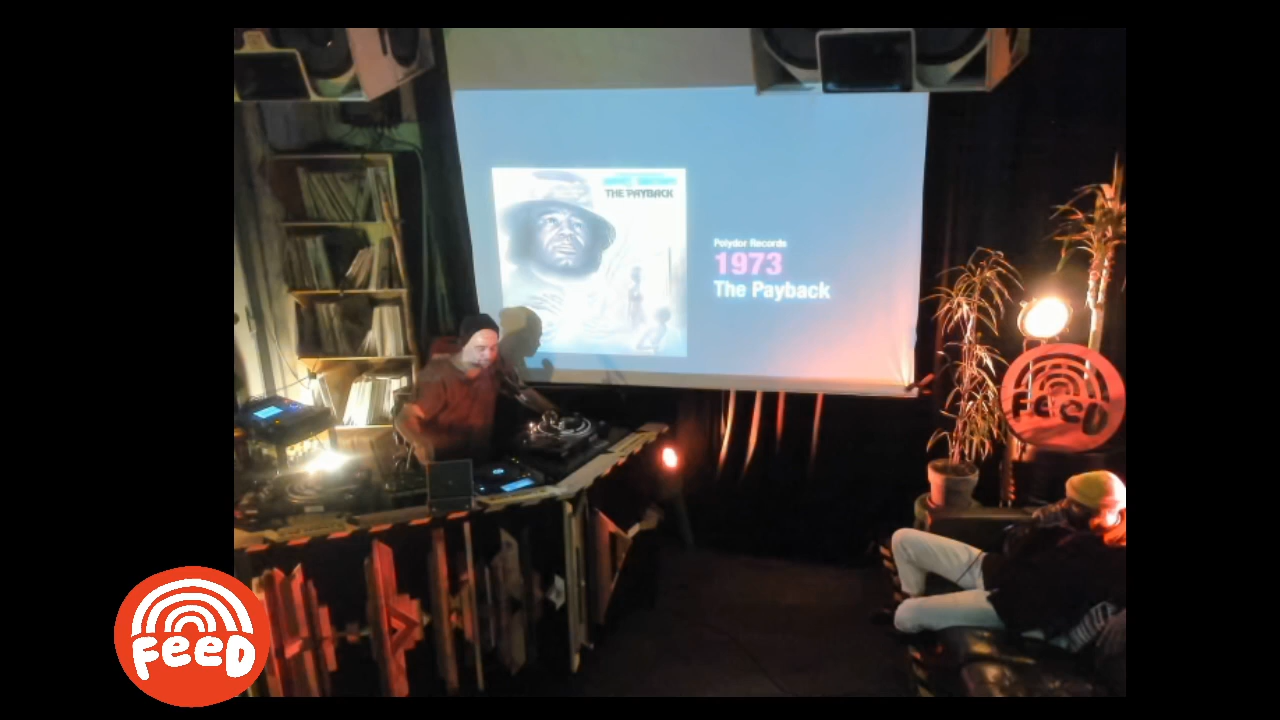 THE PAYBACK
Polydor Records
1973
The Payback
FEED
FEED